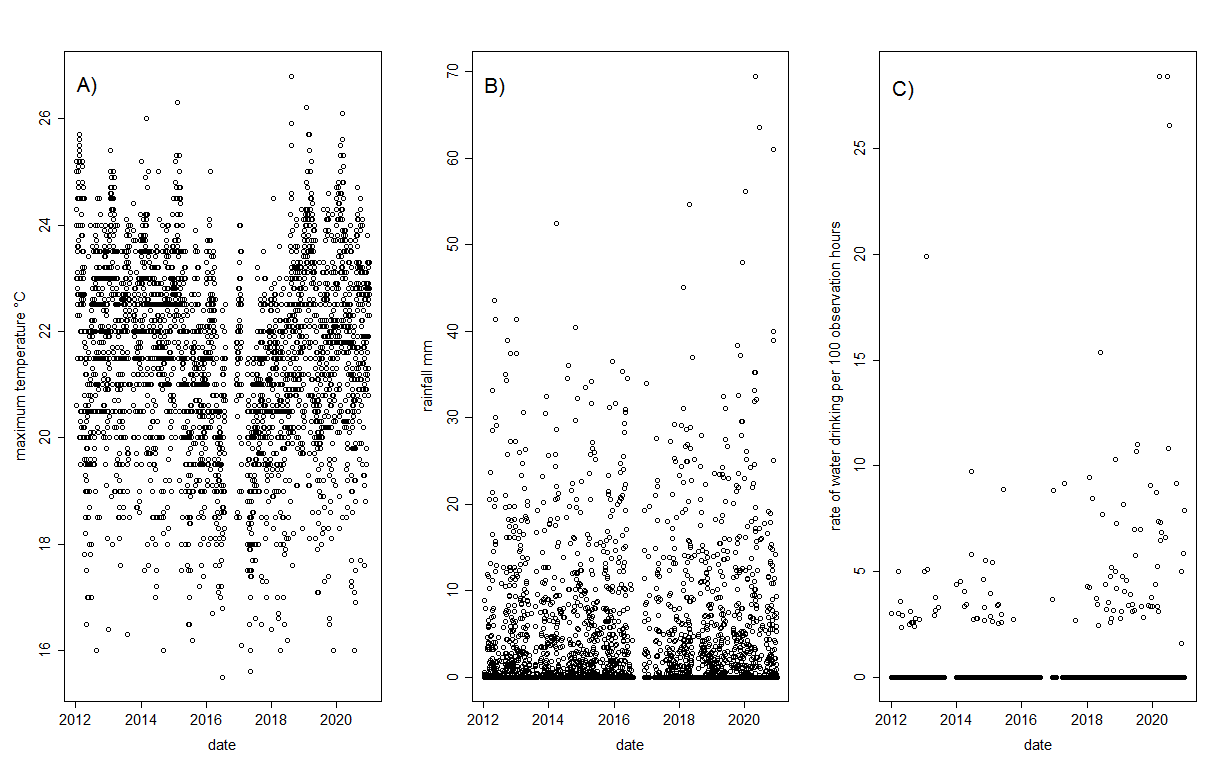 A)
maximum temperature °C
26
24
22
20
18
16
2012 2014 2016 2018 2020
date
B)
rainfall mm
70
60
50
40
30
20
10
0
2012 2014 2016 2018 2020
date
C)
rate of water drinking per 100 observation hours
25
20
15
10
5
0
2012 2014 2016 2018 2020
date